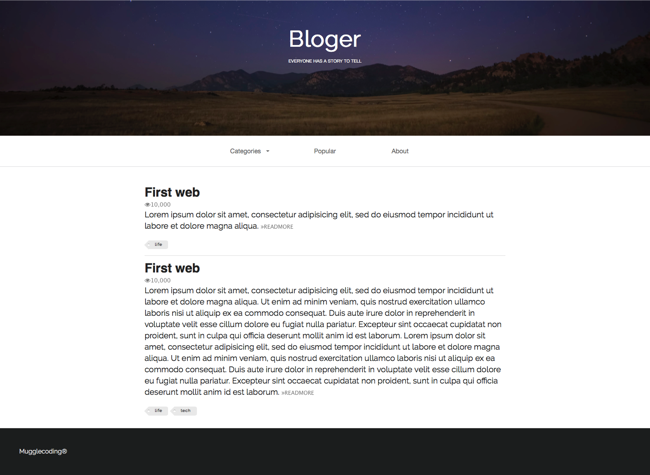 Bloger
EVERYONE HAS A STORY TO TELL
Categories Popular About
First web
10,000
Lorem ipsum dolor sit amet, consectetur adipisicing elit, sed do eiusmod tempor incididunt ut
labore et dolore magna aliqua. »READMORE
life
First web
10,000
Lorem ipsum dolor sit amet, consectetur adipisicing elit, sed do eiusmod tempor incididunt ut
labore et dolore magna aliqua. Ut enim ad minim veniam, quis nostrud exercitation ullamco
laboris nisi ut aliquip ex ea commodo consequat. Duis aute irure dolor in reprehenderit in
voluptate velit esse cillum dolore eu fugiat nulla pariatur. Excepteur sint occaecat cupidatat non
proident, sunt in culpa qui officia deserunt mollit anim id est laborum. Lorem ipsum dolor sit
amet, consectetur adipisicing elit, sed do eiusmod tempor incididunt ut labore et dolore magna
aliqua. Ut enim ad minim veniam, quis nostrud exercitation ullamco laboris nisi ut aliquip ex ea
commodo consequat. Duis aute irure dolor in reprehenderit in voluptate velit esse cillum dolore
eu fugiat nulla pariatur. Excepteur sint occaecat cupidatat non proident, sunt in culpa qui officia
deserunt mollit anim id est laborum. »READMORE
life tech
Mugglecoding®